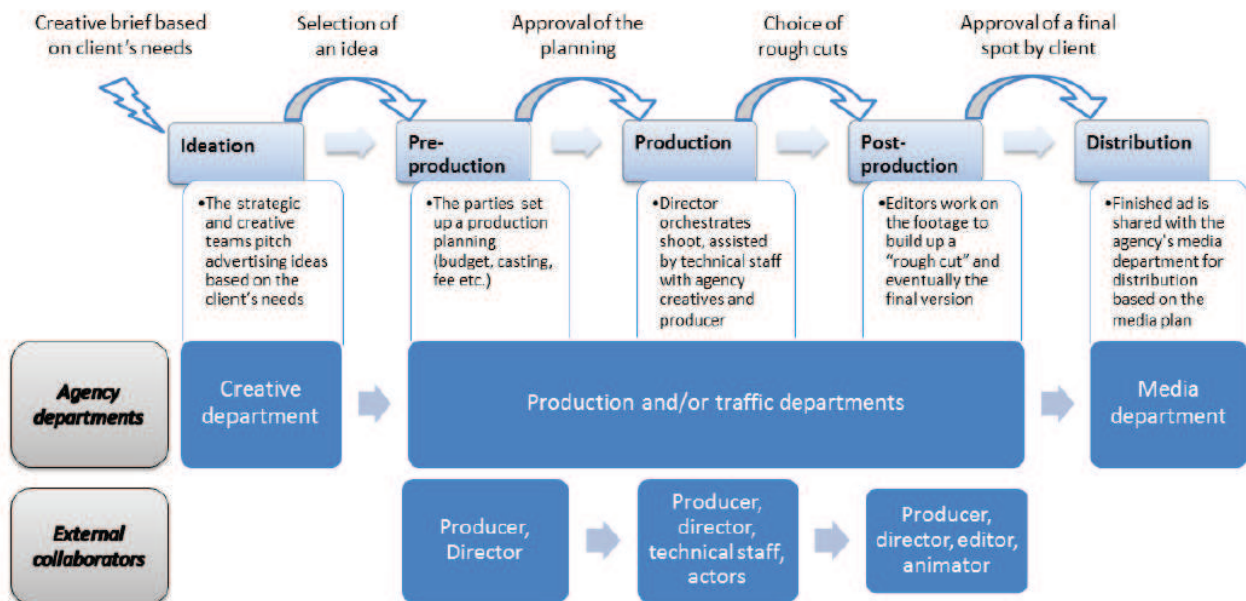 Creative brief based
on client's needs
Selection of
an idea
Approval of the
planning
Choice of
rough cuts
Approval of a final
spot by client
Ideation
Pre-
production
Production
Post-
production
Distribution
•The strategic
and creative
teams pitch
advertising ideas
based on the
client's needs
•The parties set
up a production
planning
(budget, casting,
fee etc.)
•Director
orchestrates
shoot, assisted
by technical staff
with agency
creatives and
producer
•Editors work on
the footage to
build up a
"rough cut" and
eventually the
final version
•Finished ad is
shared with the
agency's media
department for
distribution
based on the
media plan
Agency
departments
Creative
department
Production and/or traffic departments
Media
department
External
collaborators
Producer,
Director
Producer,
director,
technical staff,
actors
Producer,
director, editor,
animator